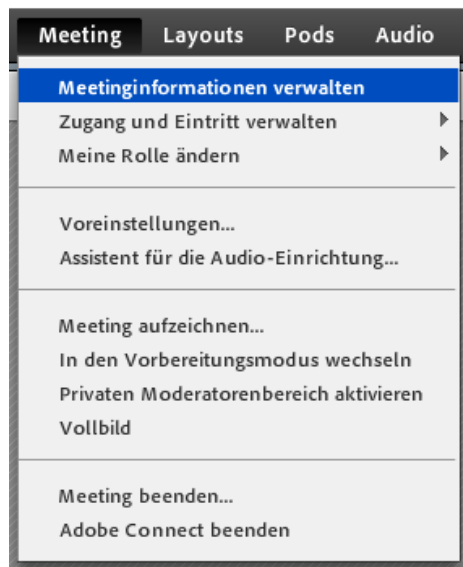 Meeting Layouts Pods Audio
Meetinginformationen verwalten
Zugang und Eintritt verwalten
Meine Rolle ändern
Voreinstellungen...
Assistent für die Audio-Einrichtung...
Meeting aufzeichnen...
In den Vorbereitungsmodus wechseln
Privaten Moderatorenbereich aktivieren
Vollbild
Meeting beenden...
Adobe Connect beenden